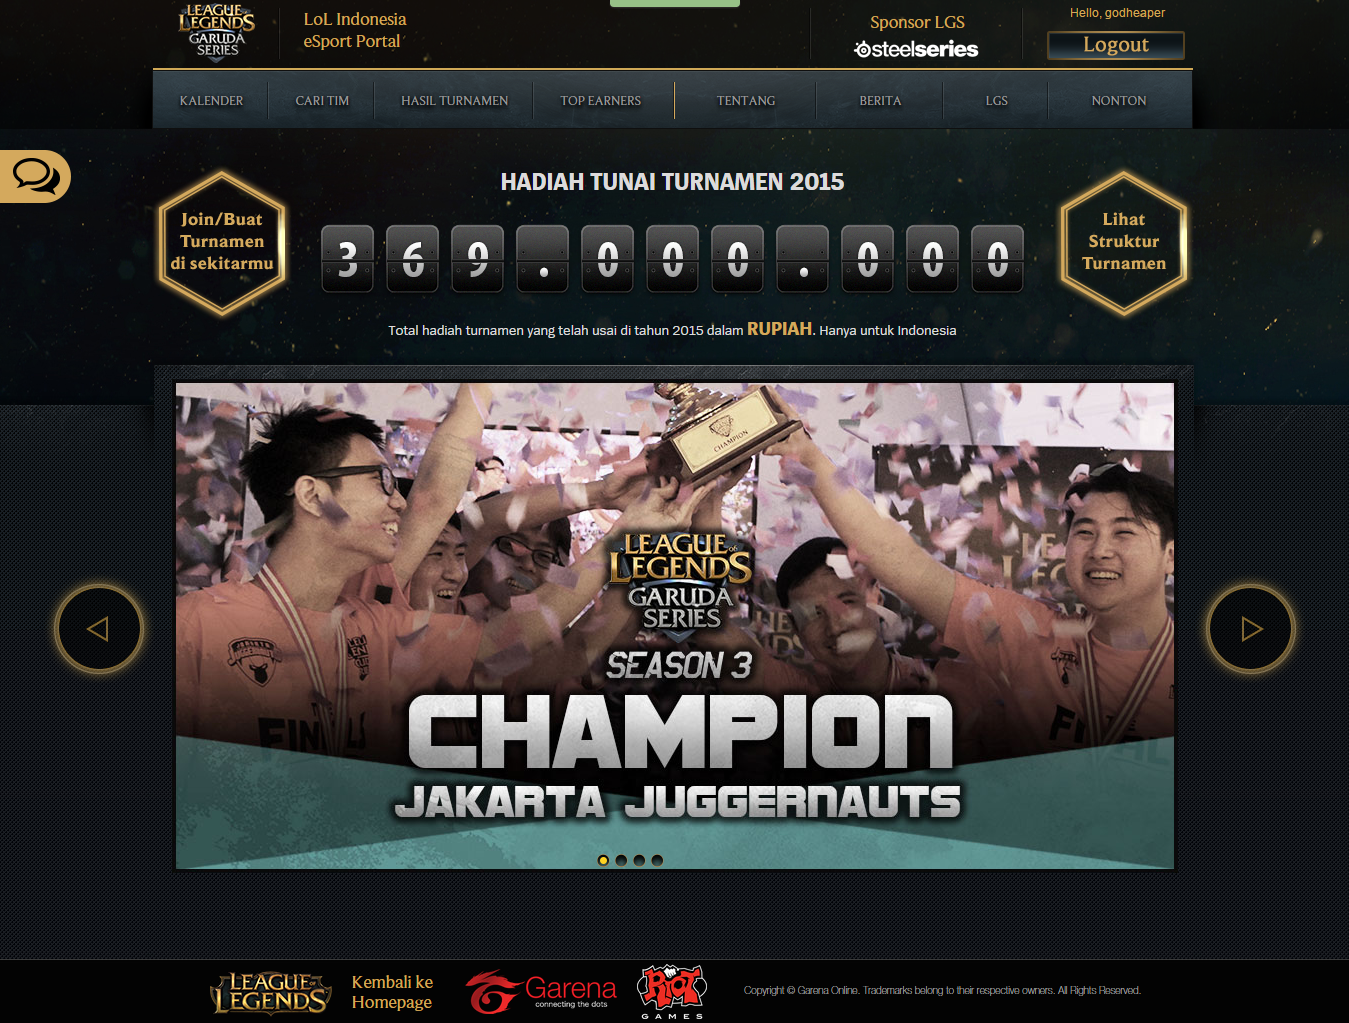 LEAGUE of LEGENDS
GARUDA
SERIES
LoL Indonesia
eSport Portal
Sponsor LGS
steelseries
Hello, godheaper
Logout
KALENDER
CARI TIM
HASIL TURNAMEN
TOP EARNERS
TENTANG
BERITA
LGS
NONTON
Join/Buat
Turnamen
di sekitarmu
HADIAH TUNAI TURNAMEN 2015
369.000.000
Total hadiah turnamen yang telah usai di tahun 2015 dalam RUPIAH. Hanya untuk Indonesia
Lihat
Struktur
Turnamen
CHAMPION
LEAGUE of
LEGENDS
GARUDA
SERIES
SEASON 3
CHAMPION
JAKARTA JUGGERNAUTS
LEAGUE of
LEGENDS
Kembali ke
Homepage
Garena
connecting the dots
RIOT
GAMES
Copyright © Garena Online. Trademarks belong to their respective owners. All Rights Reserved.